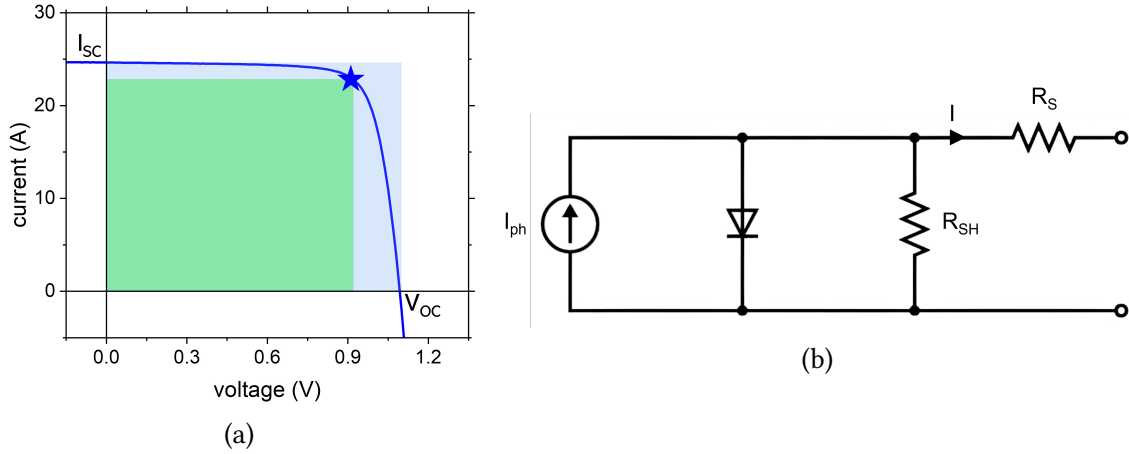 30
20
10
0
current (A)
I_SC
V_OC
0.0 0.3 0.6 0.9 1.2
voltage (V)
(a)
I_ph
I
R_S
R_SH
(b)